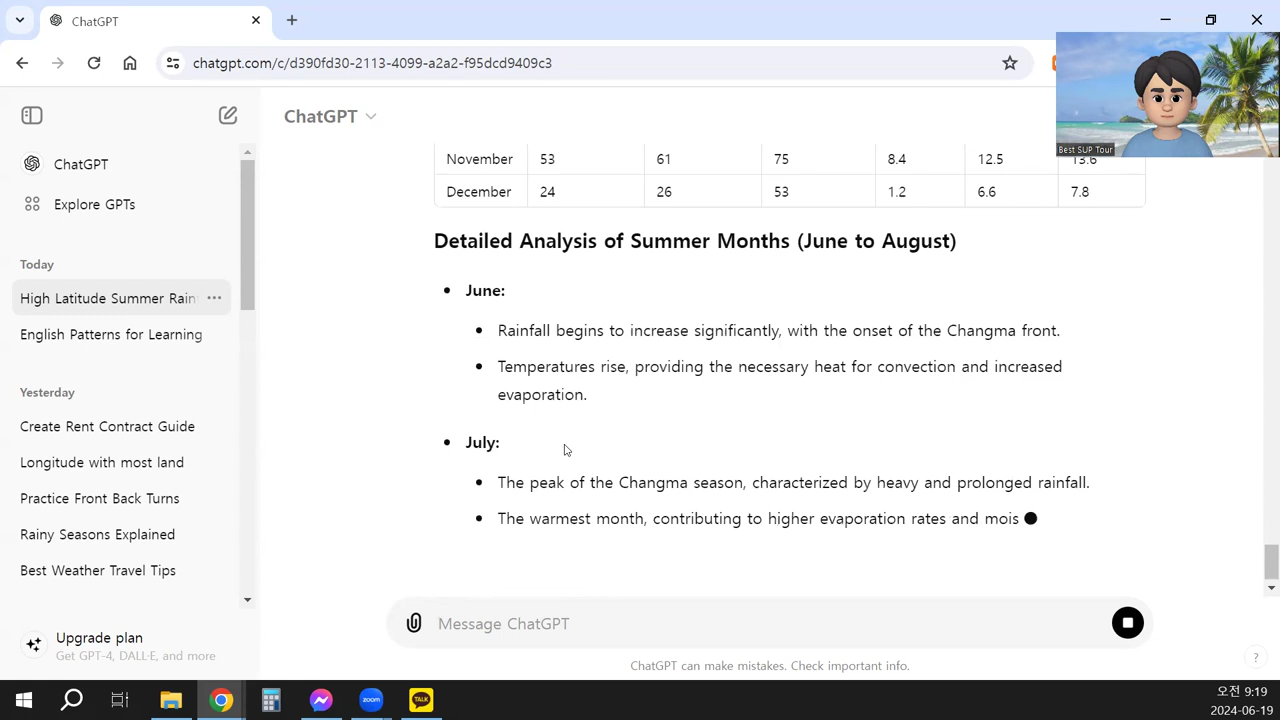 ChatGPT
chatgpt.com/c/d390fd30-2113-4099-a2a2-f95dcd9409c3
Best SUP Tour
ChatGPT
ChatGPT
Explore GPTs
Today
High Latitude Summer Rain
English Patterns for Learning
Yesterday
Create Rent Contract Guide
Longitude with most land
Practice Front Back Turns
Rainy Seasons Explained
Best Weather Travel Tips
Upgrade plan
Get GPT-4, DALL·E, and more
November 53 61 75 8.4 12.5 13.6
December 24 26 53 1.2 6.6 7.8
Detailed Analysis of Summer Months (June to August)
June:
Rainfall begins to increase significantly, with the onset of the Changma front.
Temperatures rise, providing the necessary heat for convection and increased
evaporation.
July:
The peak of the Changma season, characterized by heavy and prolonged rainfall.
The warmest month, contributing to higher evaporation rates and mois
Message ChatGPT
ChatGPT can make mistakes. Check important info.
?
zoom
TALK
오전 9:19
2024-06-19